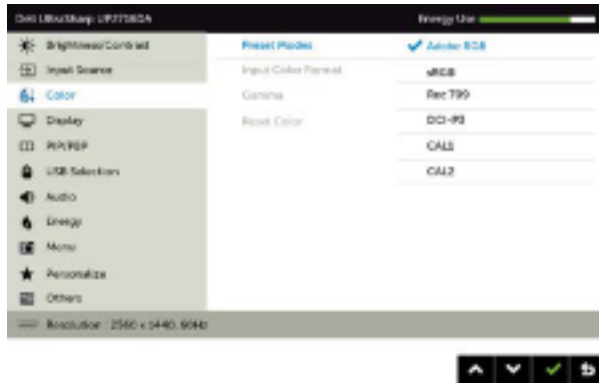 Dell UltraSharp UP2716DA
Energy Use
Brightness/Contrast
Preset Modes
Adobe RGB
Input Source
Input Color Format
sRGB
Color
Gamma
Rec 709
Display
Reset Color
DCI-P3
PIP/PBP
CAL1
USB Selection
CAL2
Audio
Energy
Menu
Personalize
Others
Resolution : 2560 x 1440, 60Hz